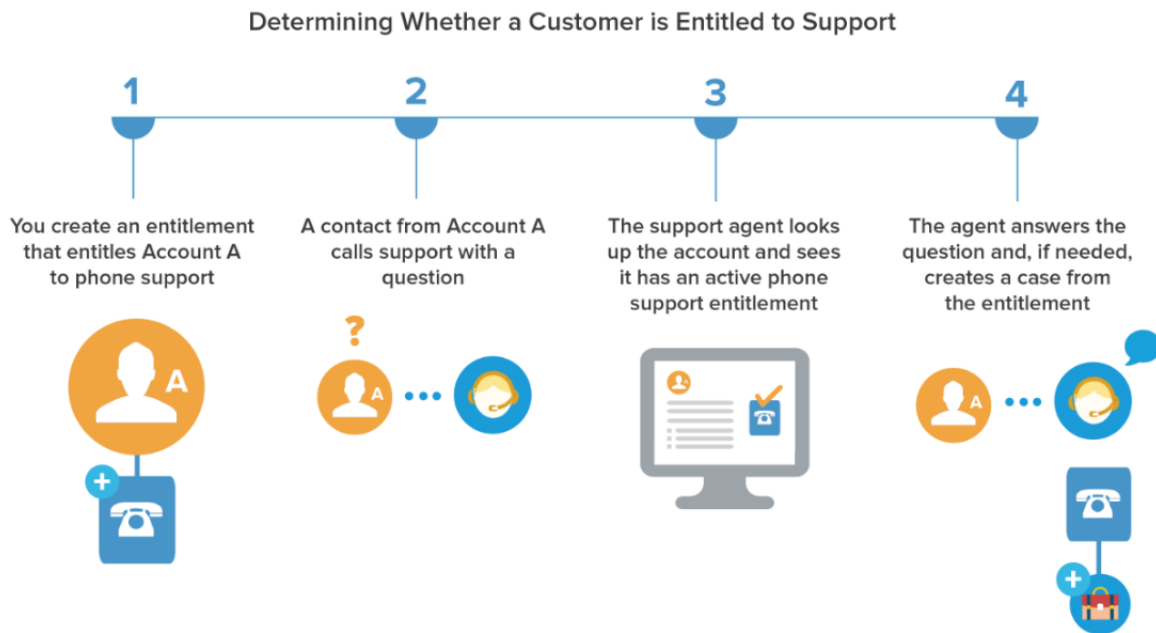 Determining Whether a Customer is Entitled to Support
1
2
3
4
You create an entitlement
that entitles Account A
to phone support
A contact from Account A
calls support with a
question
The support agent looks
up the account and sees
it has an active phone
support entitlement
The agent answers the
question and, if needed,
creates a case from
the entitlement
A
?
A
A